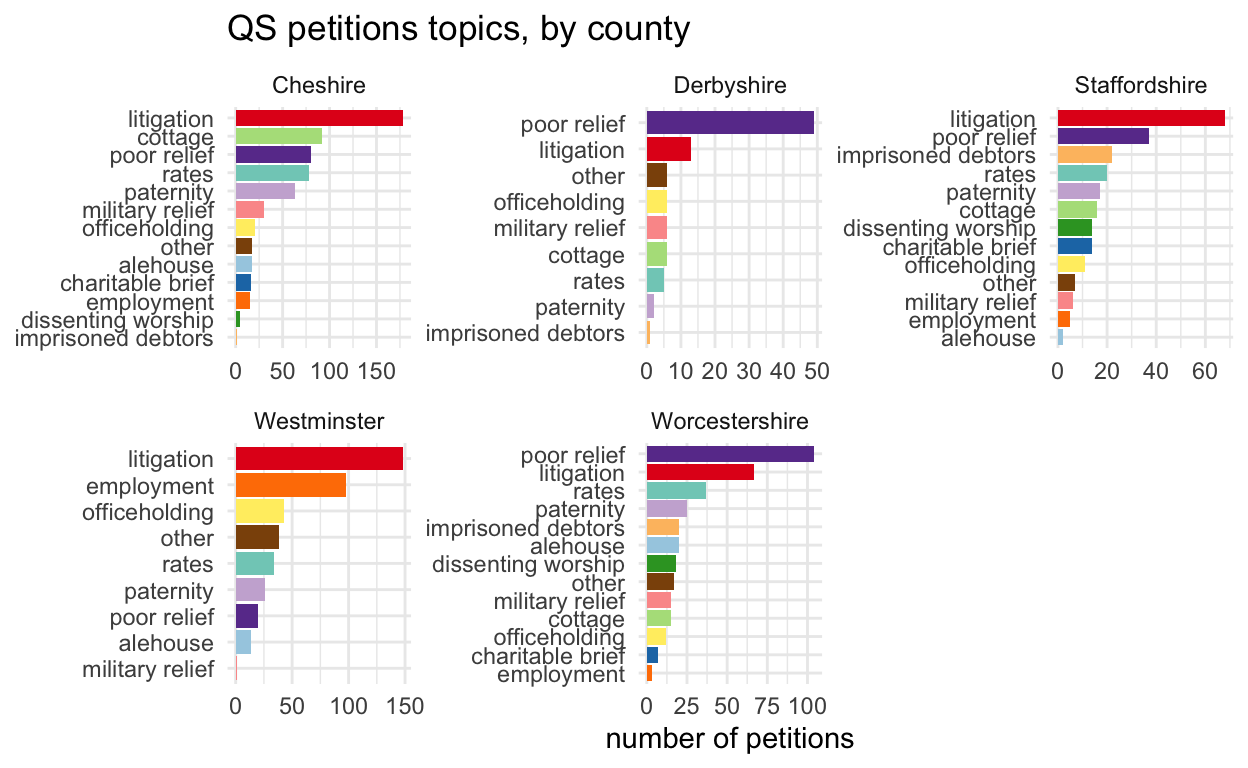 QS petitions topics, by county
Cheshire
litigation
cottage
poor relief
rates
paternity
military relief
officeholding
other
alehouse
charitable brief
employment
dissenting worship
imprisoned debtors
0 50 100 150
Derbyshire
poor relief
litigation
other
officeholding
military relief
cottage
rates
paternity
imprisoned debtors
0 10 20 30 40 50
Staffordshire
litigation
poor relief
imprisoned debtors
rates
paternity
cottage
dissenting worship
charitable brief
officeholding
other
military relief
employment
alehouse
0 20 40 60
Westminster
litigation
employment
officeholding
other
rates
paternity
poor relief
alehouse
military relief
0 50 100 150
Worcestershire
poor relief
litigation
rates
paternity
imprisoned debtors
alehouse
dissenting worship
other
military relief
cottage
officeholding
charitable brief
employment
0 25 50 75 100
number of petitions